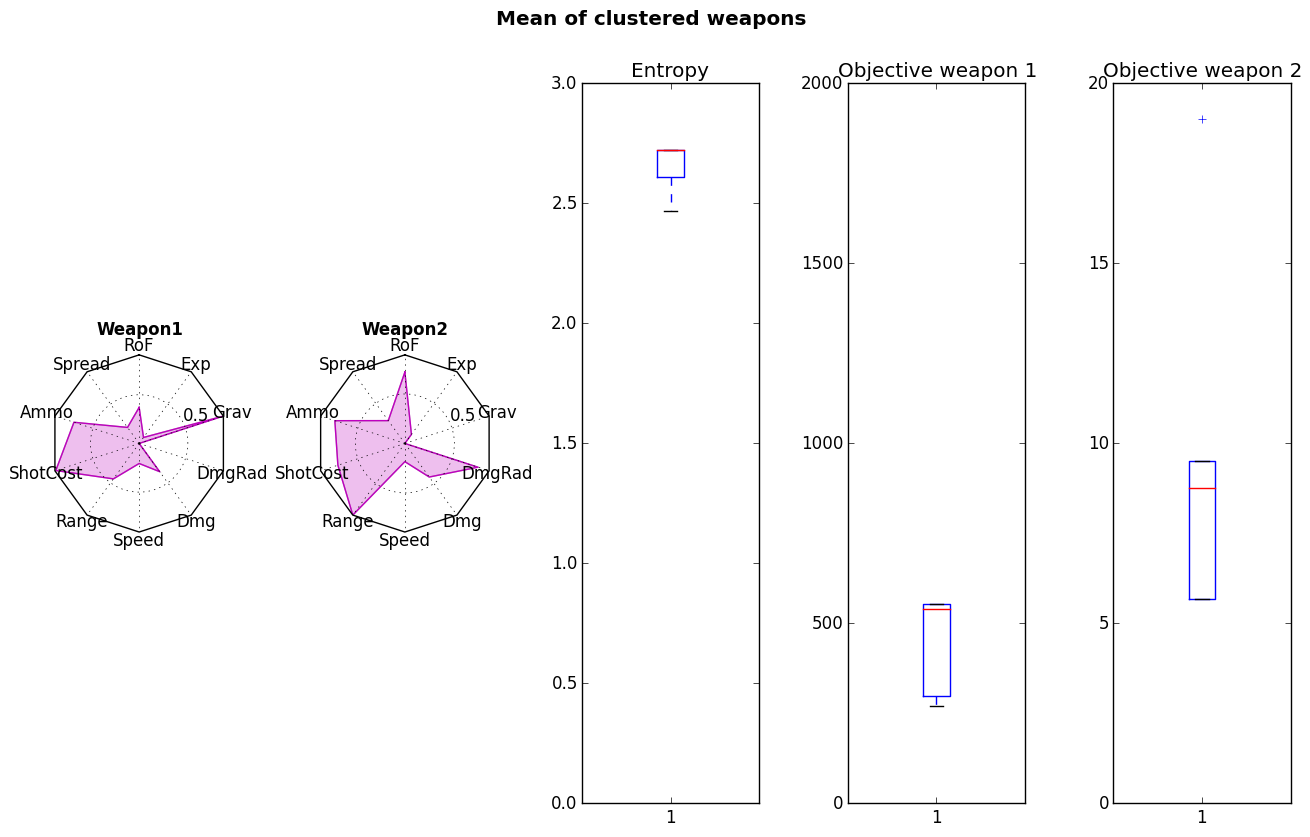 Mean of clustered weapons
Weapon1
RoF
Spread
Exp
Ammo
0.5
Grav
ShotCost
DmgRad
Range
Dmg
Speed
Weapon2
RoF
Spread
Exp
Ammo
0.5
Grav
ShotCost
DmgRad
Range
Dmg
Speed
Entropy
3.0
2.5
2.0
1.5
1.0
0.5
0.0
1
Objective weapon 1
2000
1500
1000
500
0
1
Objective weapon 2
20
15
10
5
0
1